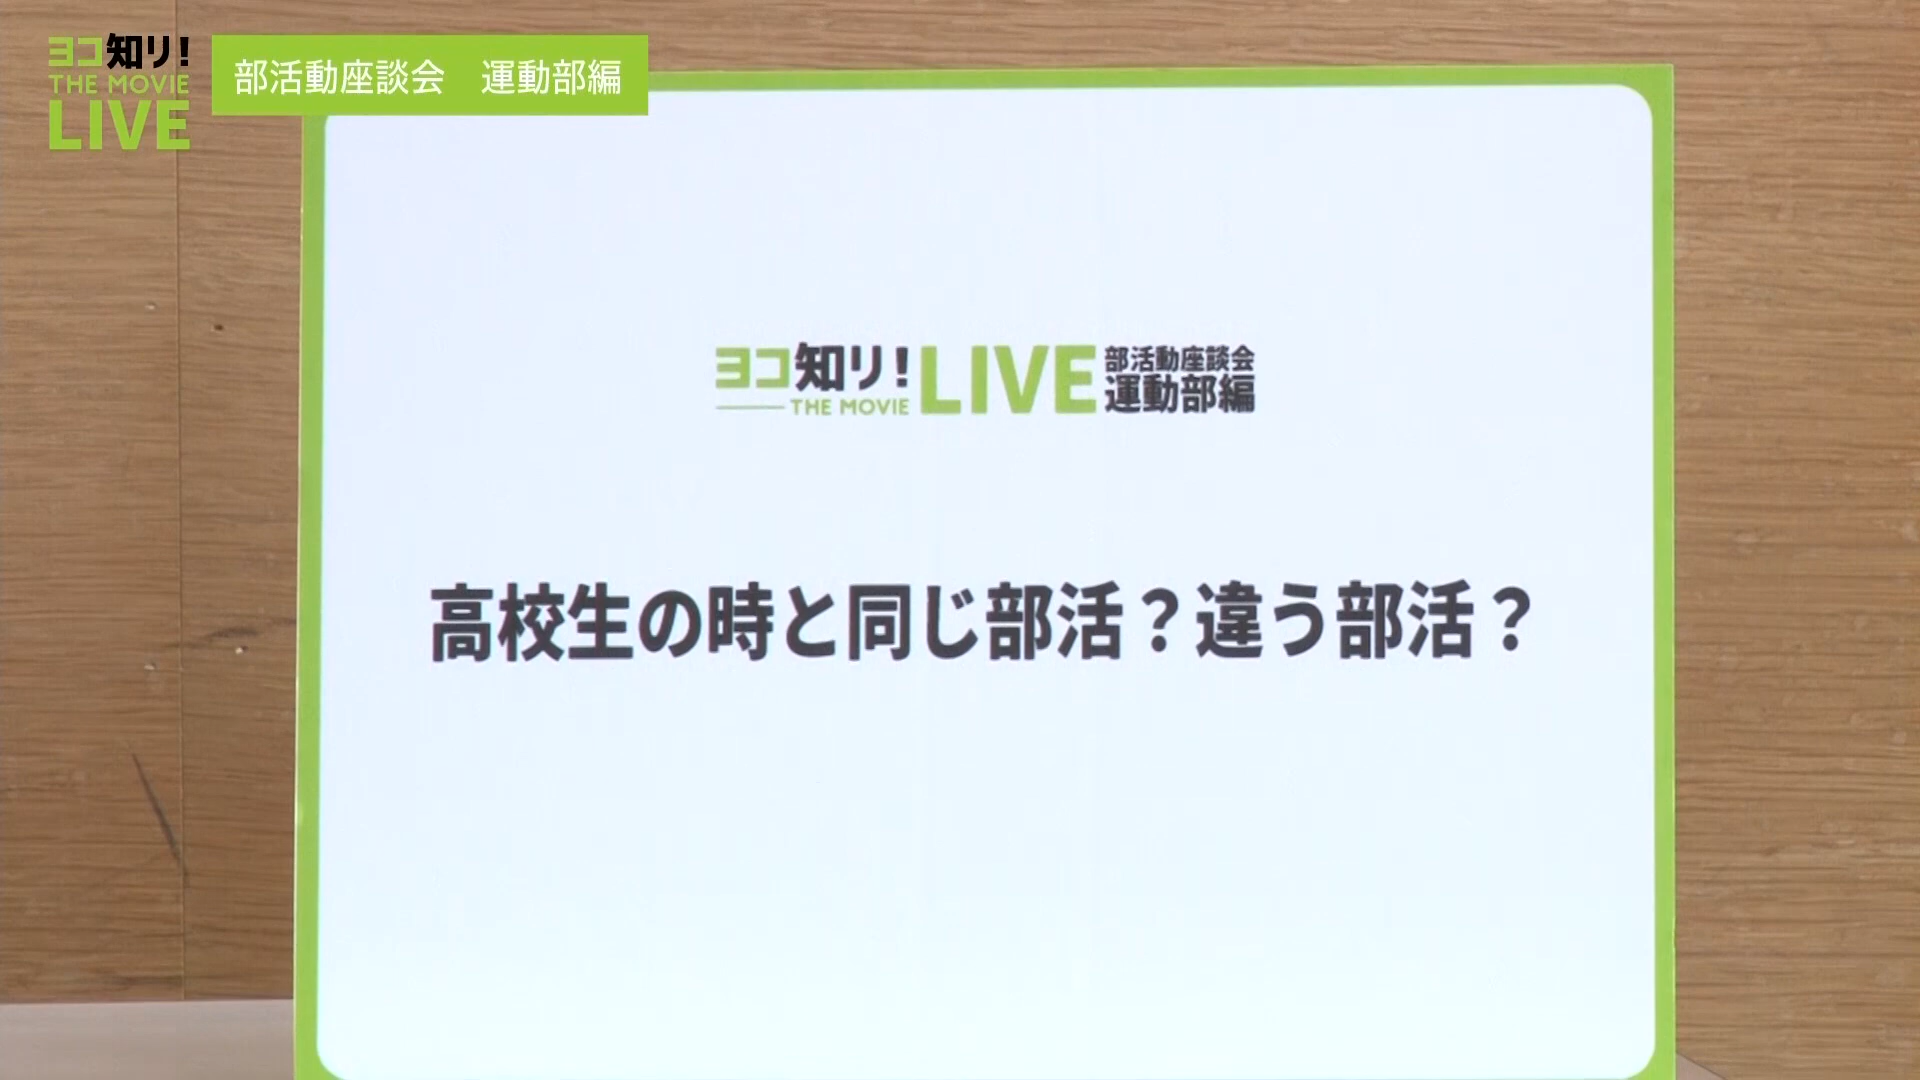 ヨコ知リ!
THE MOVIE
LIVE
部活動座談会　運動部編
ヨコ知リ!
THE MOVIE
LIVE
部活動座談会
運動部編
高校生の時と同じ部活？違う部活？